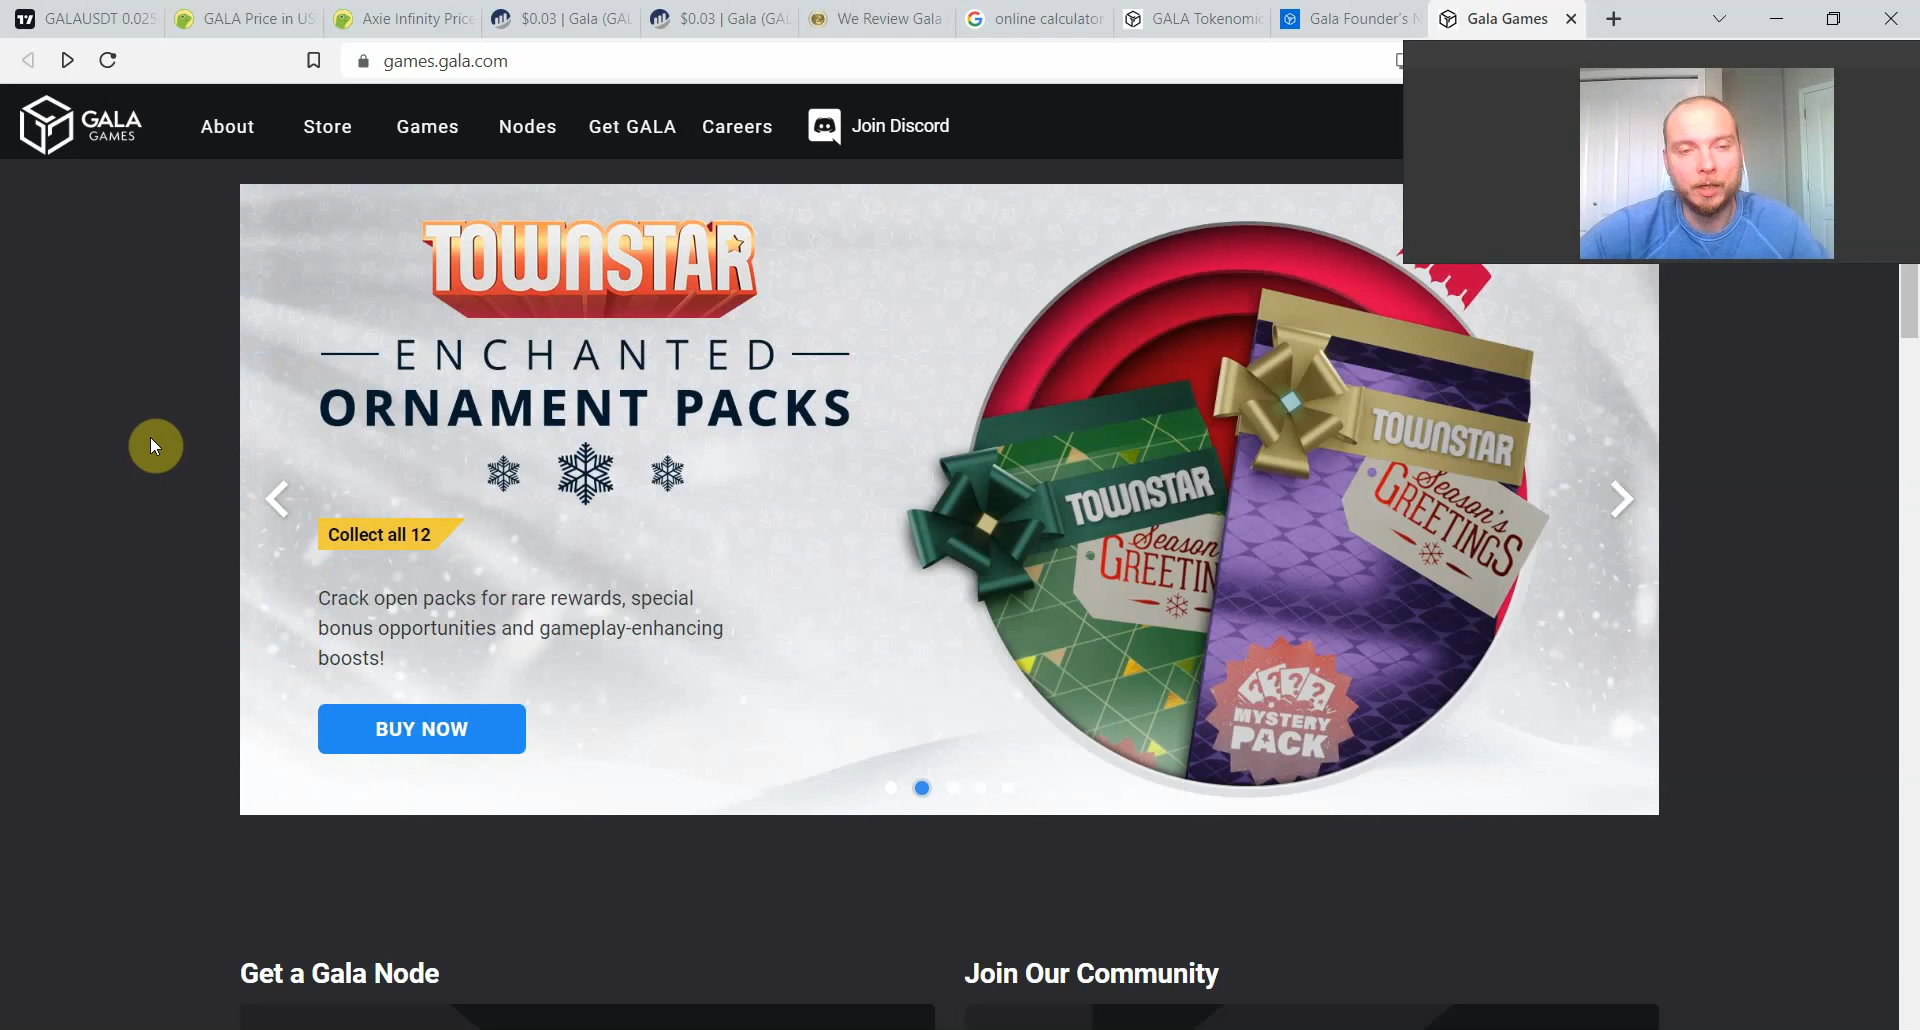 GALAUSDT 0.025
GALA Price in US
Axie Infinity Price
$0.03 | Gala (GAL
$0.03 | Gala (GAL
We Review Gala
online calculator
GALA Tokenomic
Gala Founder's N
Gala Games
games.gala.com
GALA
GAMES
About
Store
Games
Nodes
Get GALA
Careers
Join Discord
TOWNSTAR
ENCHANTED
ORNAMENT PACKS
Collect all 12
Crack open packs for rare rewards, special
bonus opportunities and gameplay-enhancing
boosts!
BUY NOW
TOWNSTAR
Season
GREETIN
TOWNSTAR
Season's
GREETINGS
????
MYSTERY
PACK
Get a Gala Node
Join Our Community